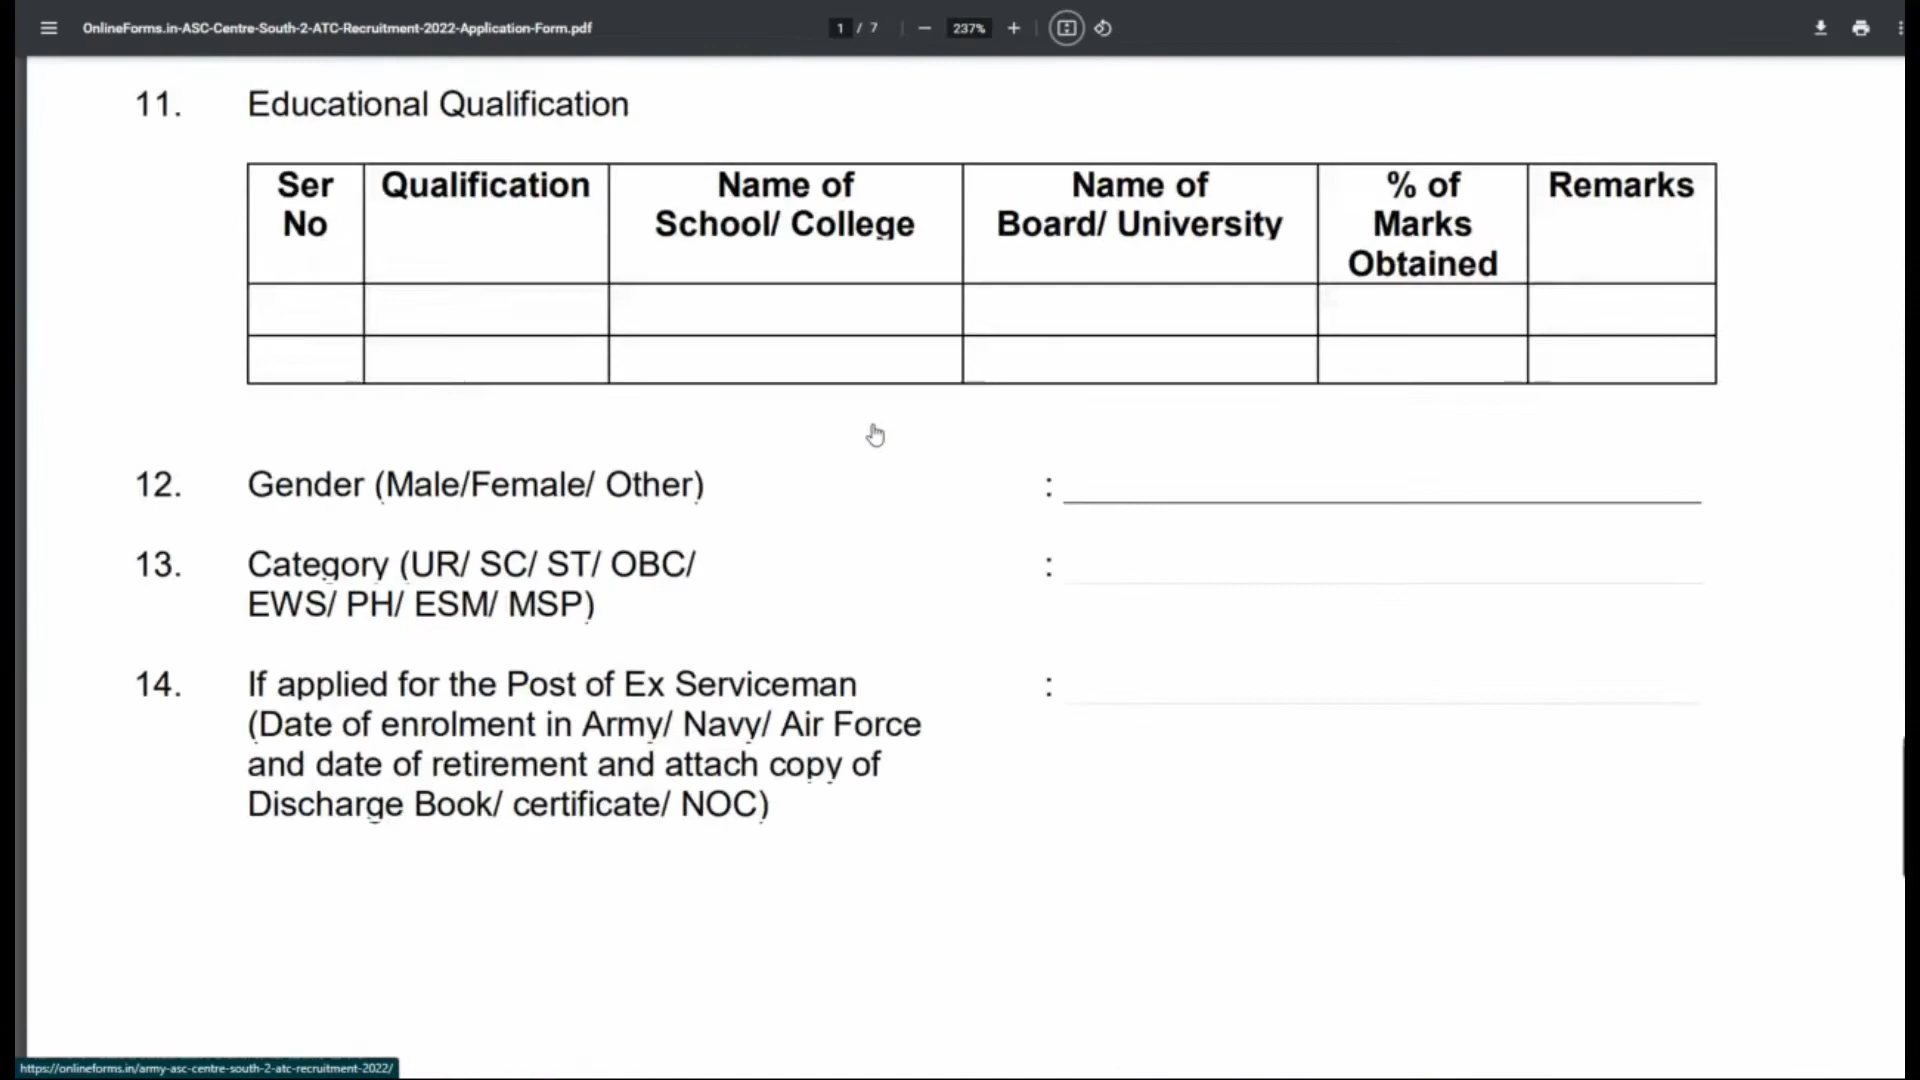 OnlineForms.in-ASC-Centre-South-2-ATC-Recruitment-2022-Application-Form.pdf
1 / 7
237%
11. Educational Qualification
Ser No
Qualification
Name of School/ College
Name of Board/ University
% of Marks Obtained
Remarks
12. Gender (Male/Female/ Other) :
13. Category (UR/ SC/ ST/ OBC/ :
EWS/ PH/ ESM/ MSP)
14. If applied for the Post of Ex Serviceman :
(Date of enrolment in Army/ Navy/ Air Force
and date of retirement and attach copy of
Discharge Book/ certificate/ NOC)
https://onlineforms.in/army-asc-centre-south-2-atc-recruitment-2022/